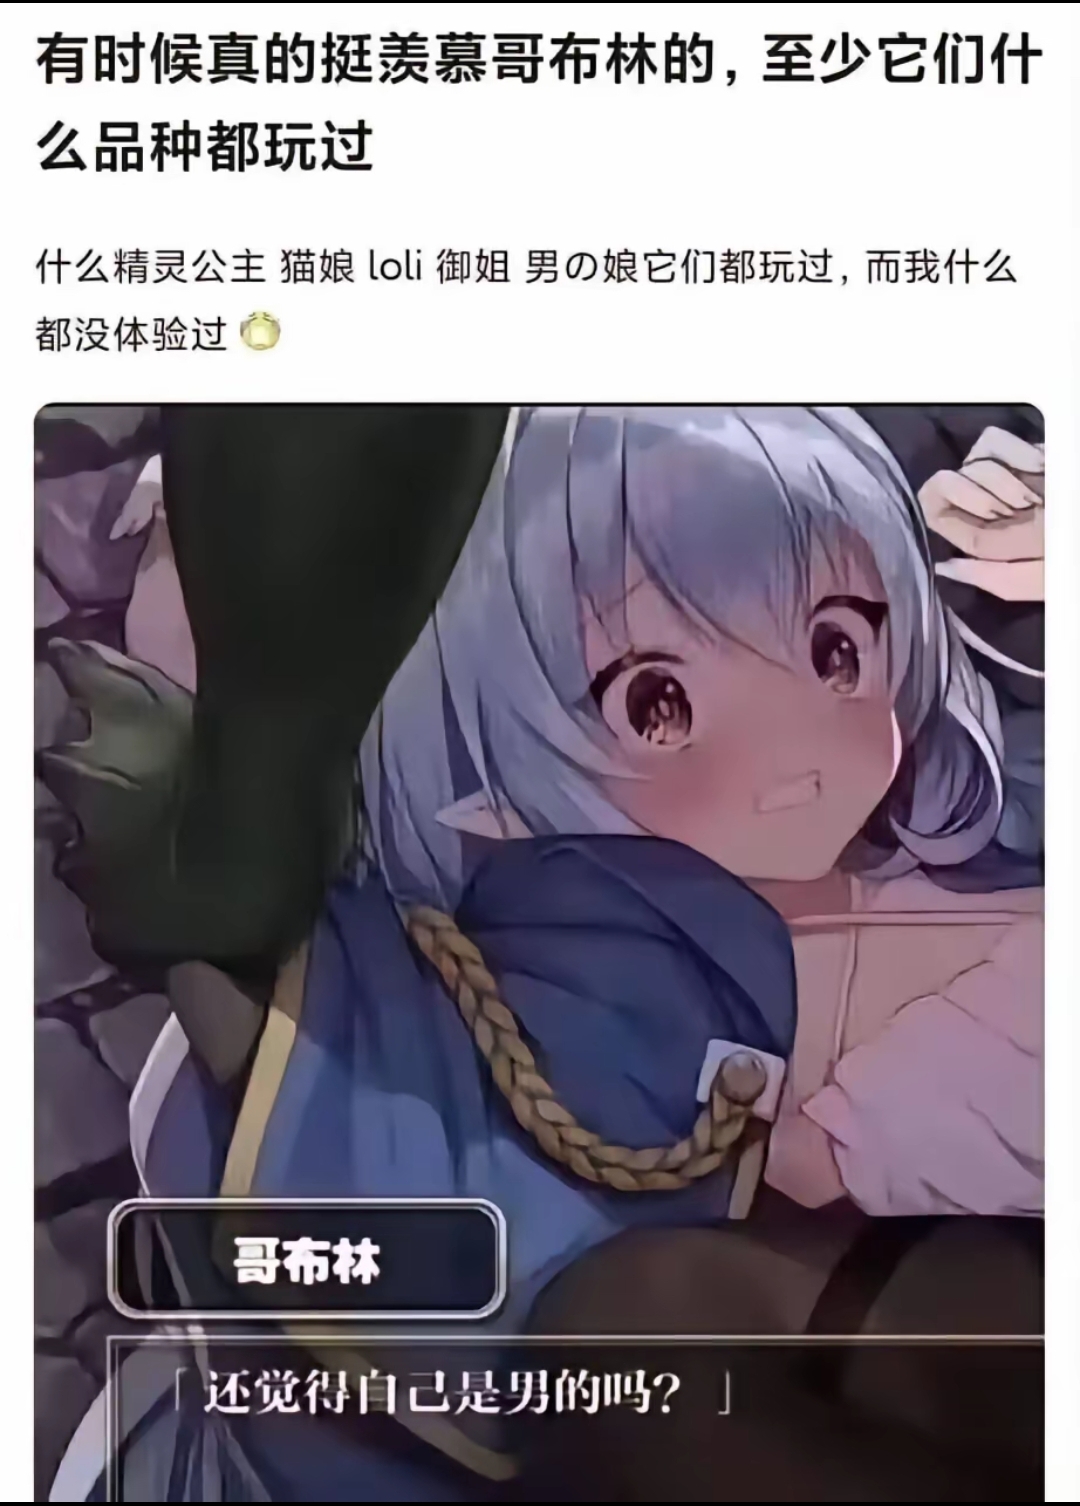 有时候真的挺羡慕哥布林的，至少它们什
么品种都玩过
什么精灵公主 猫娘 loli 御姐 男の娘它们都玩过，而我什么
都没体验过
哥布林
「还觉得自己是男的吗？」